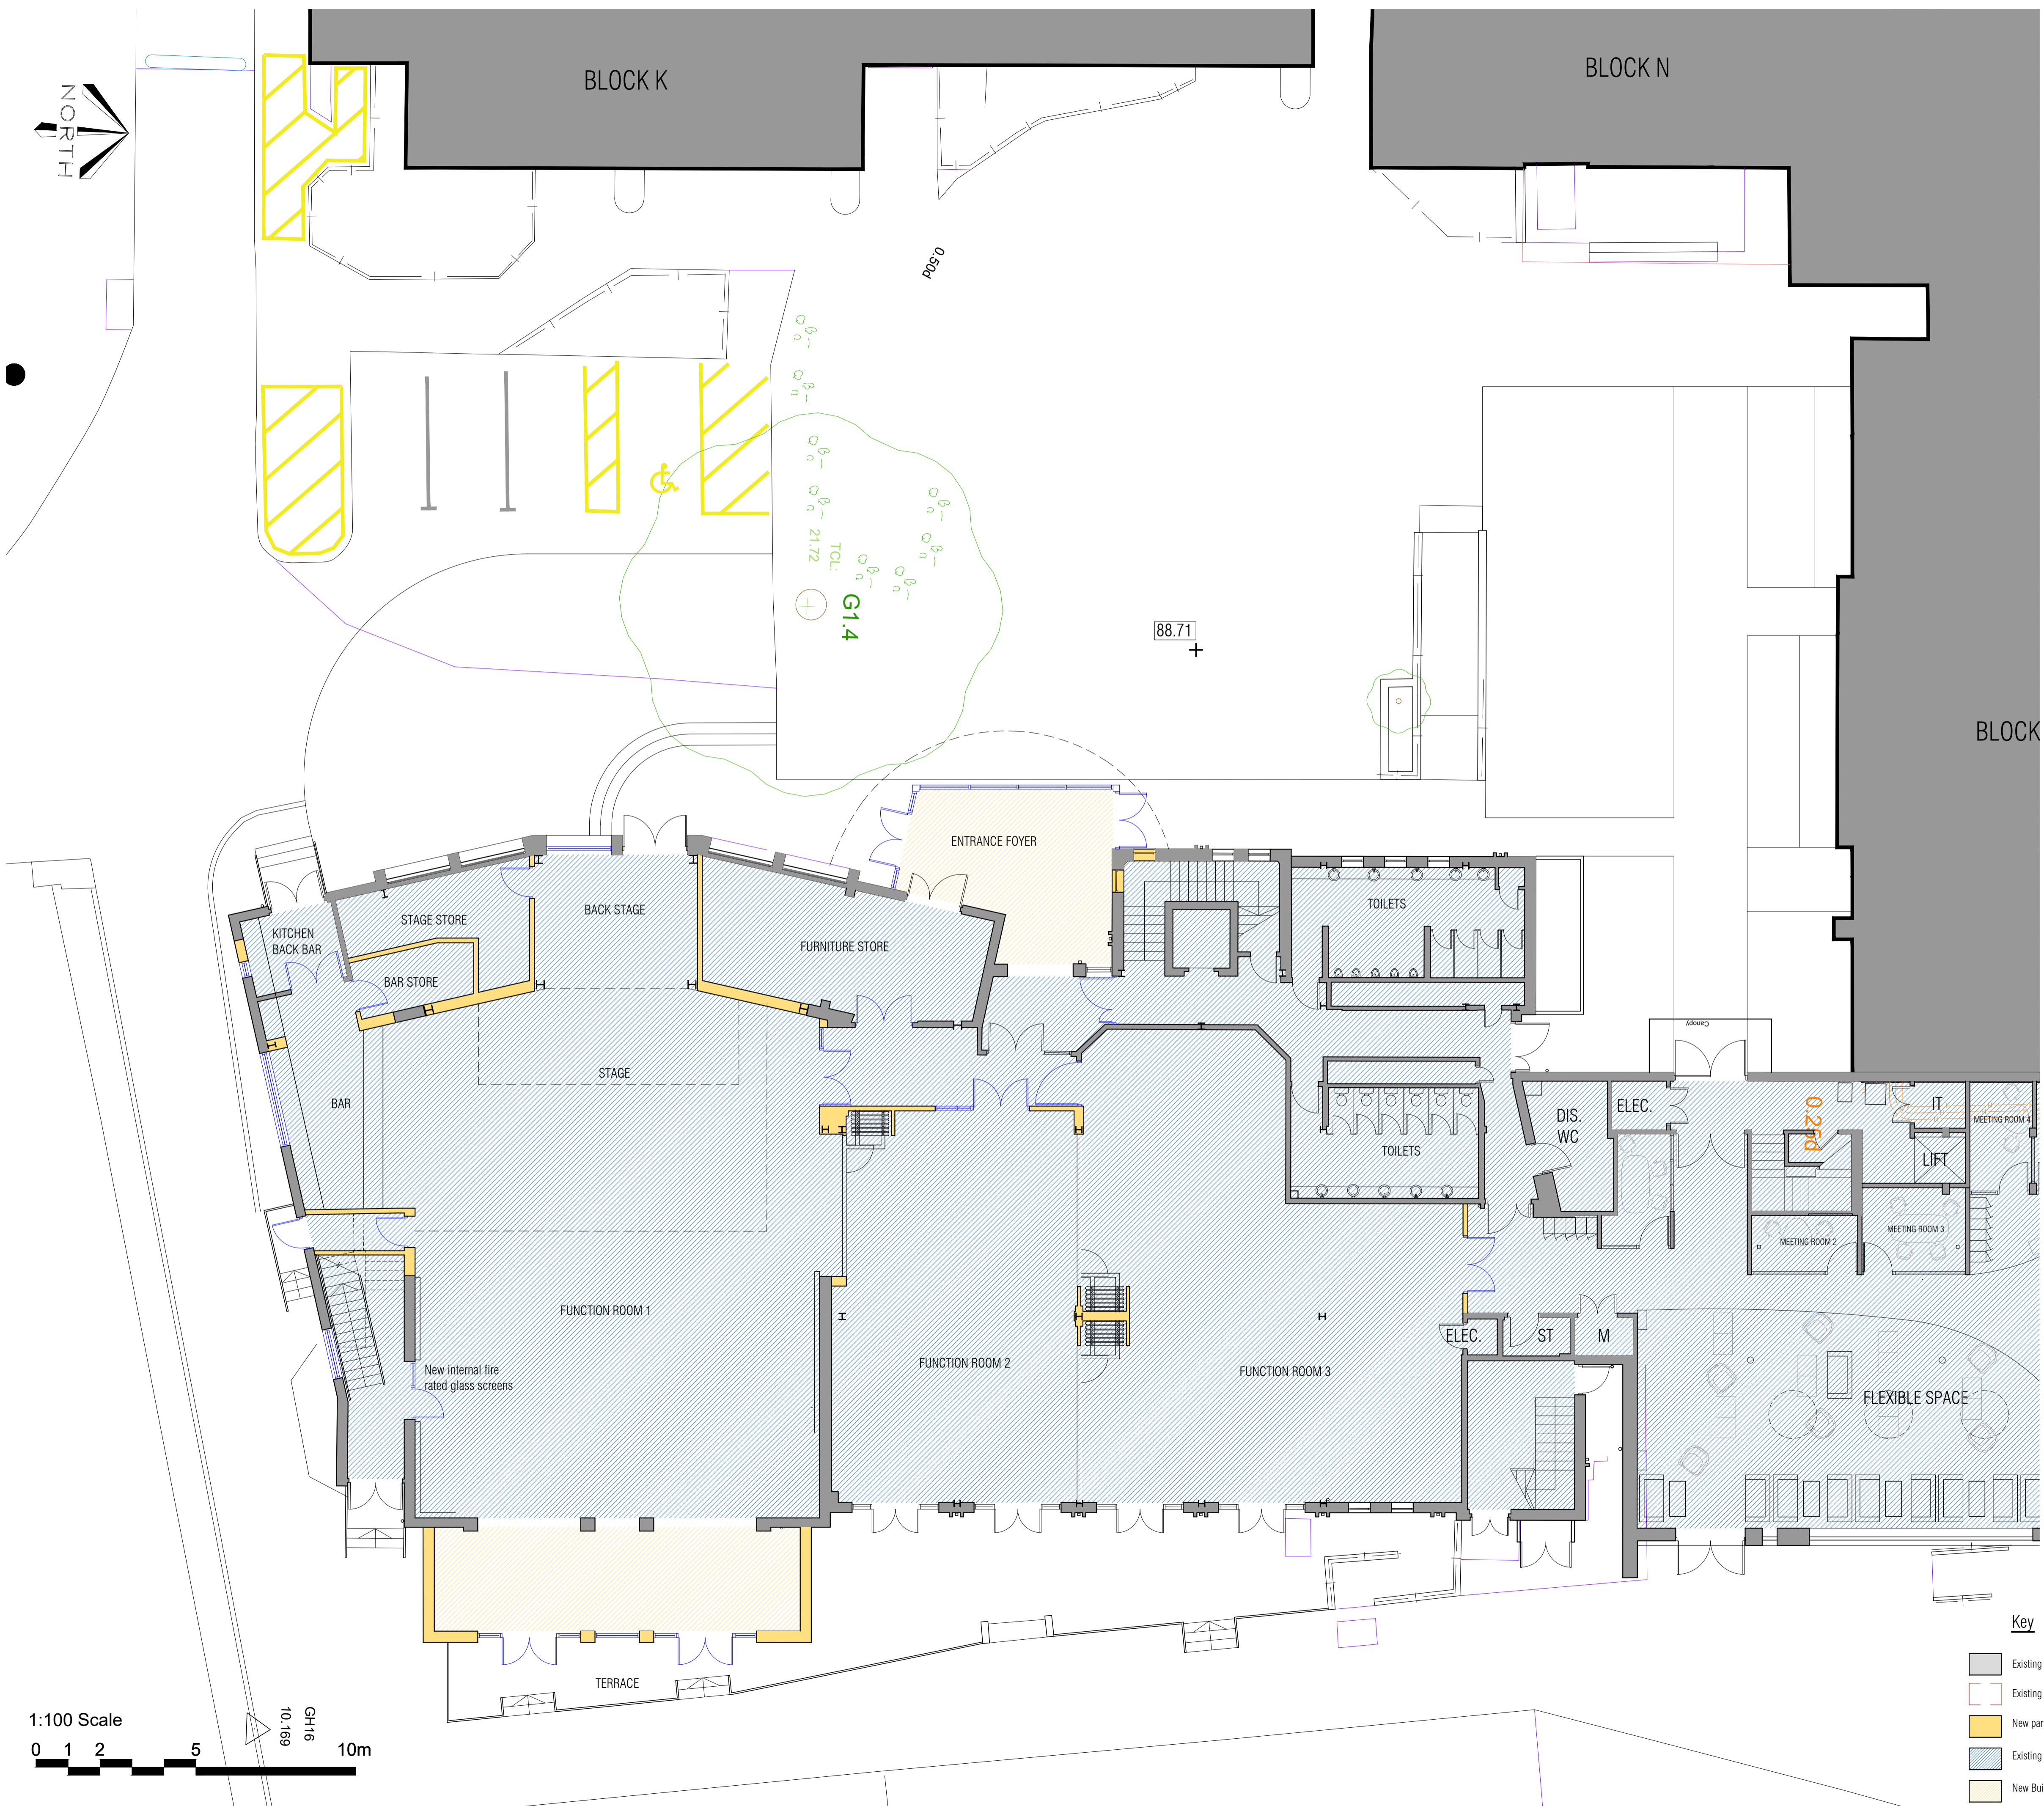 BLOCK K
BLOCK N
NORTH
0.50d
TCL:
21.72
G1.4
88.71
BLOCK
ENTRANCE FOYER
STAGE STORE
BACK STAGE
KITCHEN
BACK BAR
BAR STORE
FURNITURE STORE
TOILETS
STAGE
BAR
Canopy
TOILETS
DIS.
WC
ELEC.
0.25d
IT
LIFT
MEETING ROOM 4
MEETING ROOM 3
MEETING ROOM 2
FUNCTION ROOM 1
FUNCTION ROOM 2
FUNCTION ROOM 3
ELEC.
ST
M
New internal fire
rated glass screens
FLEXIBLE SPACE
TERRACE
GH16
10.169
1:100 Scale
0 1 2 5 10m
Key
Existing
Existing
New par
Existing
New Bui